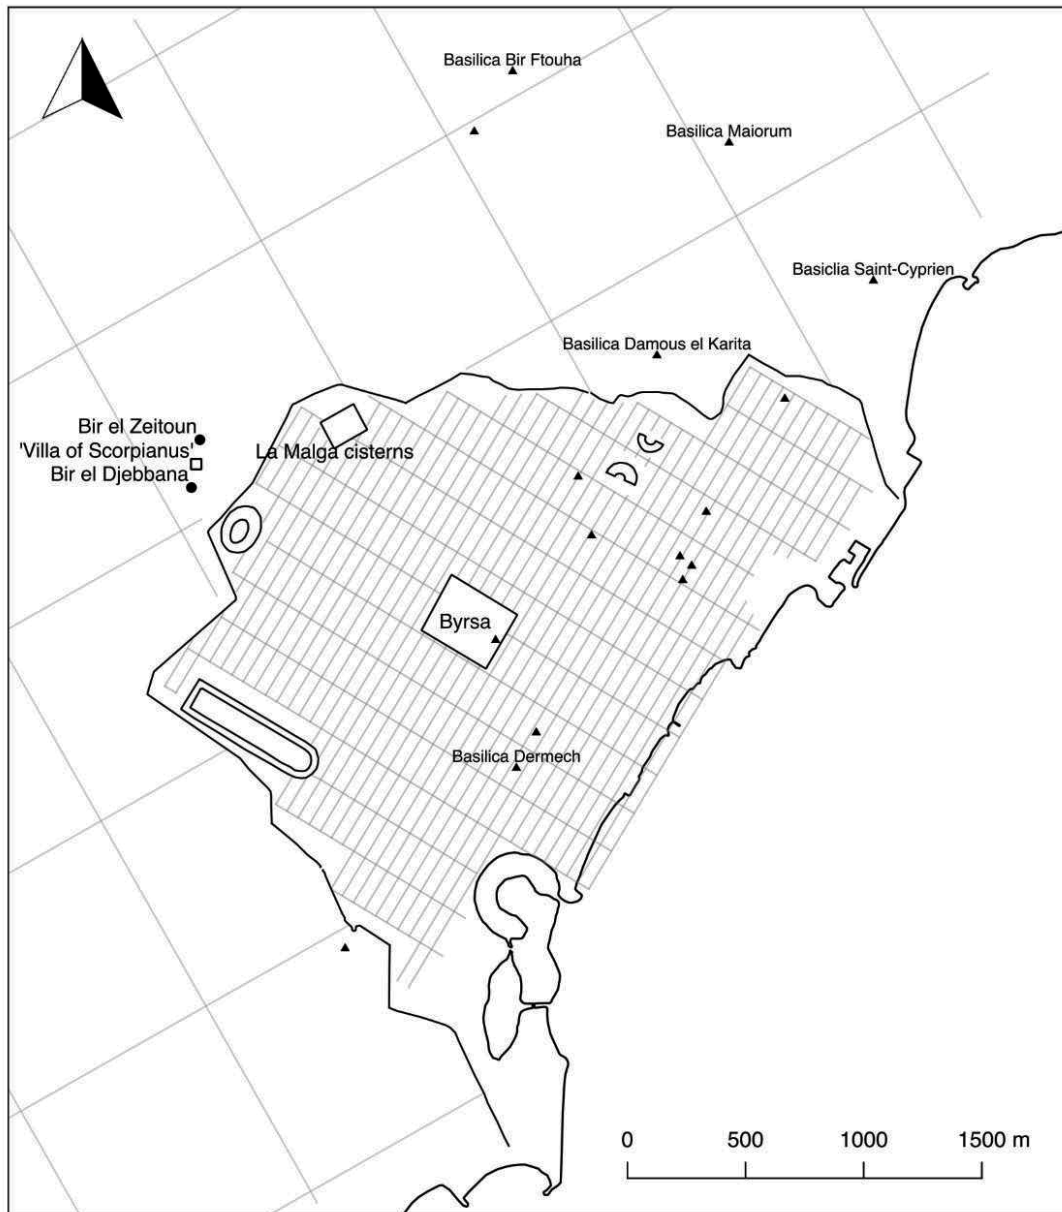 Basilica Bir Ftouha
Basilica Maiorum
Basiclia Saint-Cyprien
Basilica Damous el Karita
Bir el Zeitoun
'Villa of Scorpianus'
Bir el Djebbana
La Malga cisterns
Byrsa
Basilica Dermech
0 500 1000 1500 m